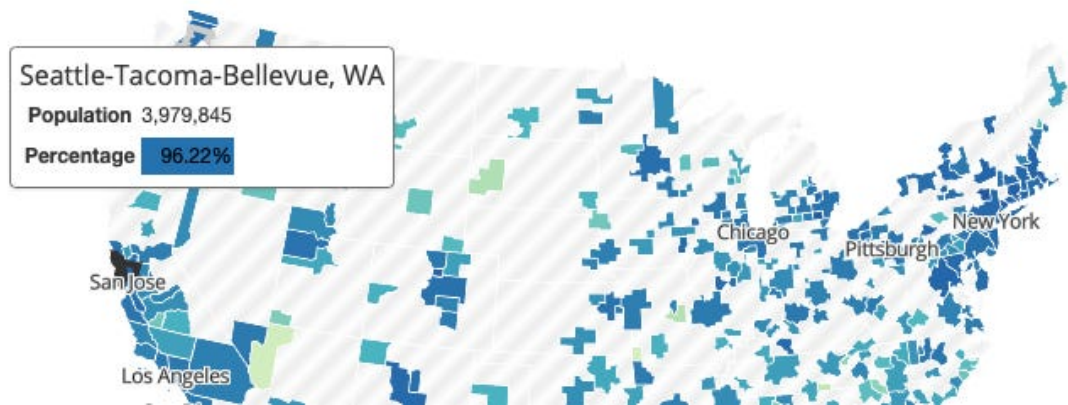 Seattle-Tacoma-Bellevue, WA
Population 3,979,845
Percentage 96.22%
New York
Chicago
Pittsburgh
San Jose
Los Angeles